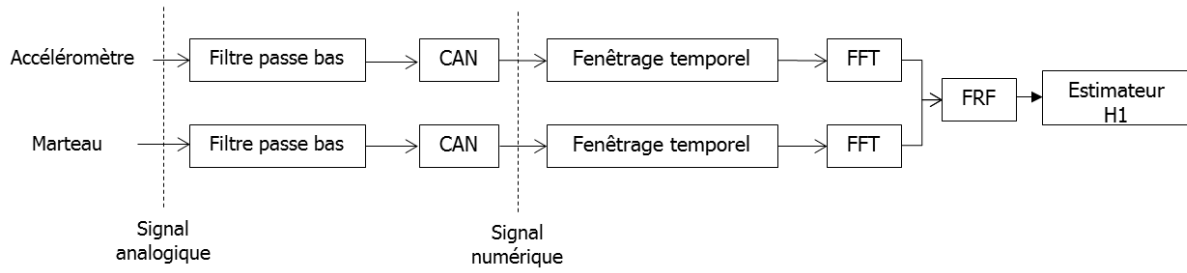 Accéléromètre
Filtre passe bas
CAN
Fenêtrage temporel
FFT
FRF
Estimateur
H1
Marteau
Filtre passe bas
CAN
Fenêtrage temporel
FFT
Signal
analogique
Signal
numérique